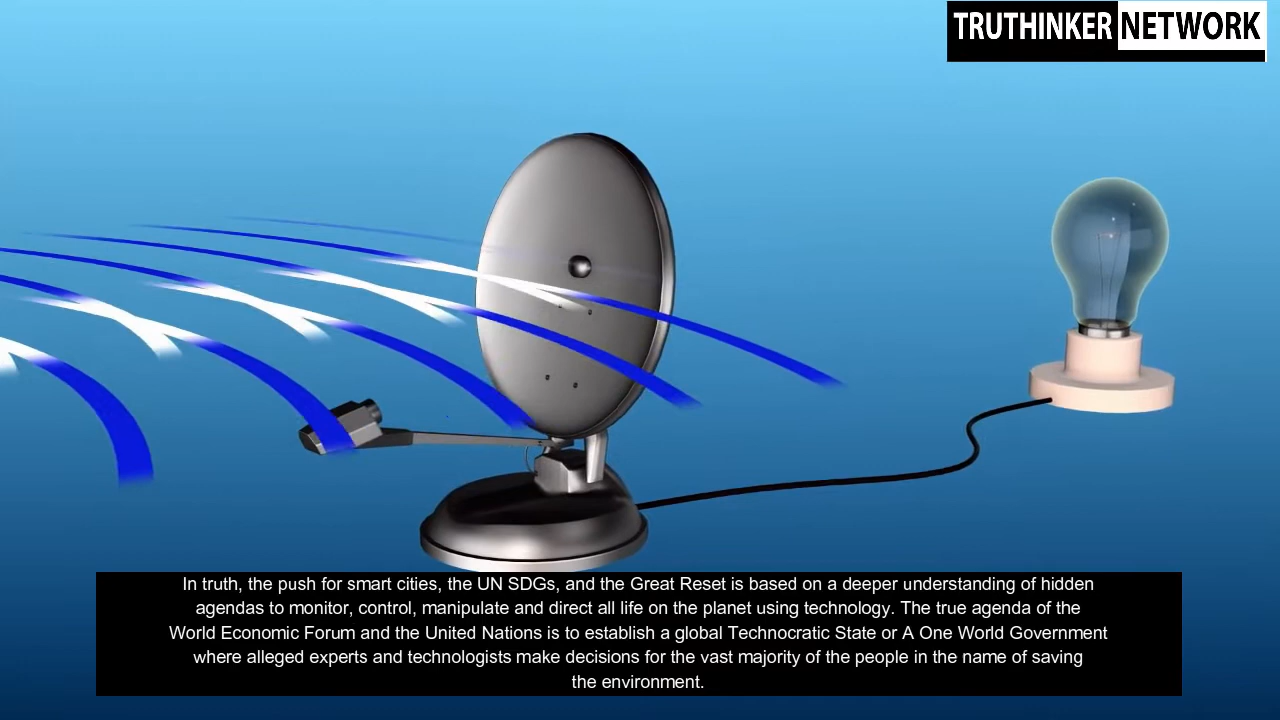 TRUTHINKER NETWORK
In truth, the push for smart cities, the UN SDGs, and the Great Reset is based on a deeper understanding of hidden
agendas to monitor, control, manipulate and direct all life on the planet using technology. The true agenda of the
World Economic Forum and the United Nations is to establish a global Technocratic State or A One World Government
where alleged experts and technologists make decisions for the vast majority of the people in the name of saving
the environment.